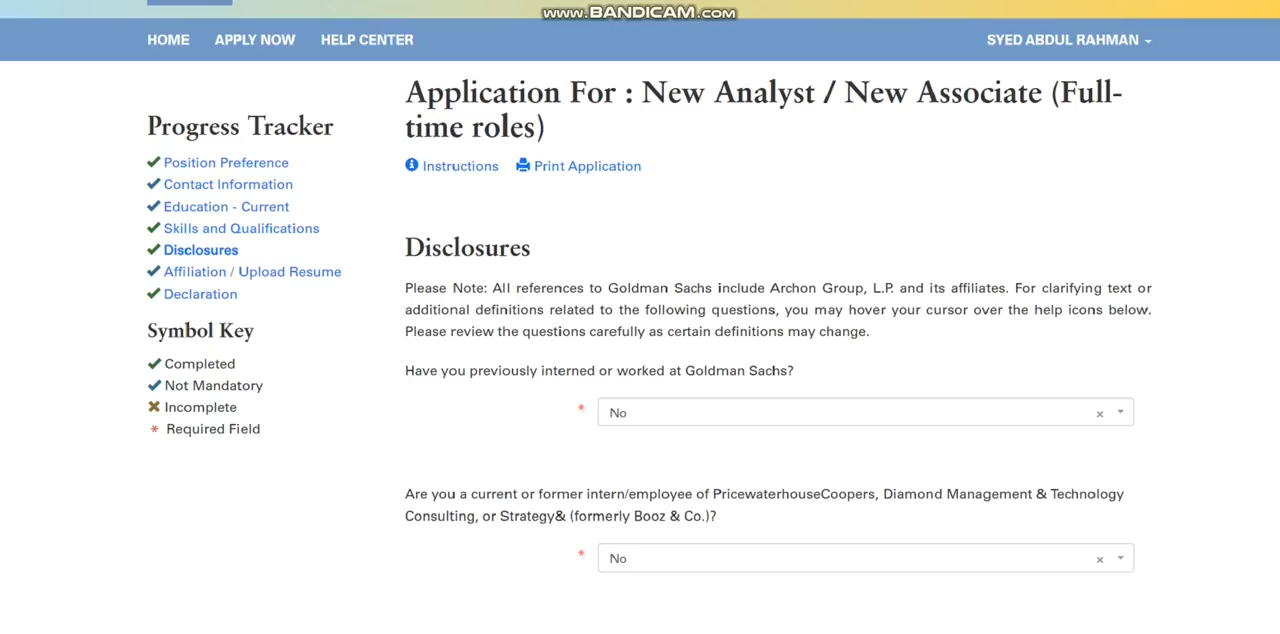 www.BANDICAM.com
HOME
APPLY NOW
HELP CENTER
SYED ABDUL RAHMAN
Progress Tracker
Position Preference
Contact Information
Education - Current
Skills and Qualifications
Disclosures
Affiliation / Upload Resume
Declaration
Symbol Key
Completed
Not Mandatory
Incomplete
* Required Field
Application For : New Analyst / New Associate (Full-
time roles)
Instructions
Print Application
Disclosures
Please Note: All references to Goldman Sachs include Archon Group, L.P. and its affiliates. For clarifying text or
additional definitions related to the following questions, you may hover your cursor over the help icons below.
Please review the questions carefully as certain definitions may change.
Have you previously interned or worked at Goldman Sachs?
* No ×
Are you a current or former intern/employee of PricewaterhouseCoopers, Diamond Management & Technology
Consulting, or Strategy& (formerly Booz & Co.)?
* No ×